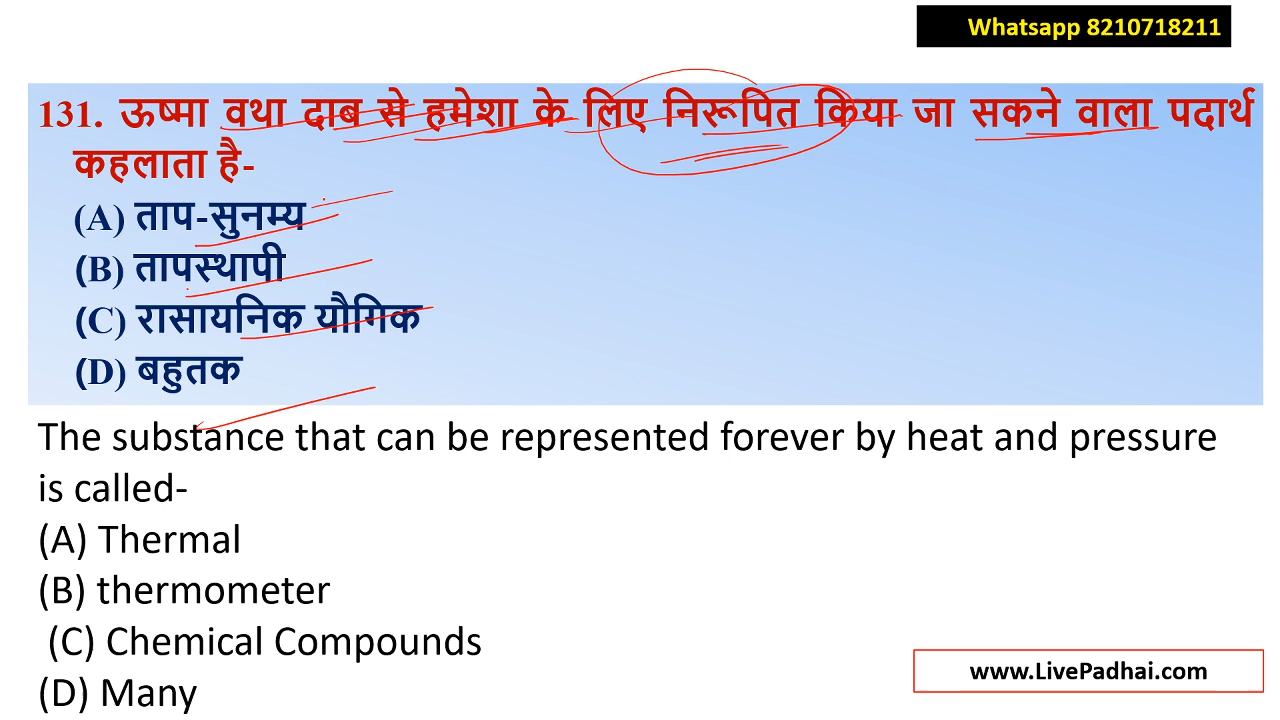 Whatsapp 8210718211
131. ऊष्मा वथा दाब से हमेशा के लिए निरूपित किया जा सकने वाला पदार्थ
कहलाता है-
(A) ताप-सुनम्य
(B) तापस्थापी
(C) रासायनिक यौगिक
(D) बहुतक
The substance that can be represented forever by heat and pressure
is called-
(A) Thermal
(B) thermometer
(C) Chemical Compounds
(D) Many
www.LivePadhai.com